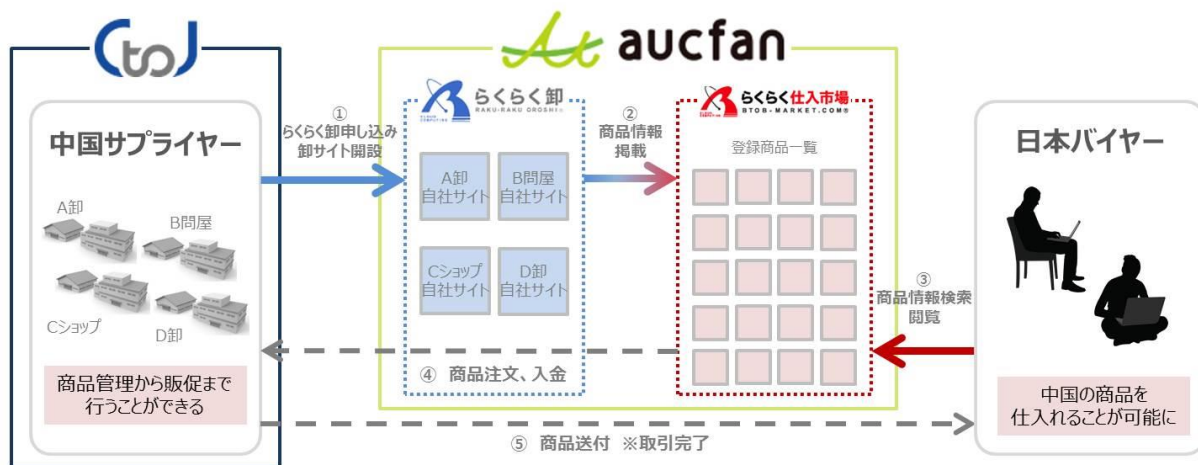 CtoJ
aucfan
中国サプライヤー
A卸
B問屋
Cショップ
D卸
商品管理から販促まで
行うことができる
①
らくらく卸申し込み
卸サイト開設
らくらく卸
RAKU-RAKU OROSHI®
A卸
自社サイト
B問屋
自社サイト
Cショップ
自社サイト
D卸
自社サイト
②
商品情報
掲載
らくらく仕入市場®
BTOB-MARKET.COM®
登録商品一覧
③
商品情報検索
閲覧
④ 商品注文、入金
⑤ 商品送付 ※取引完了
日本バイヤー
中国の商品を
仕入れることが可能に